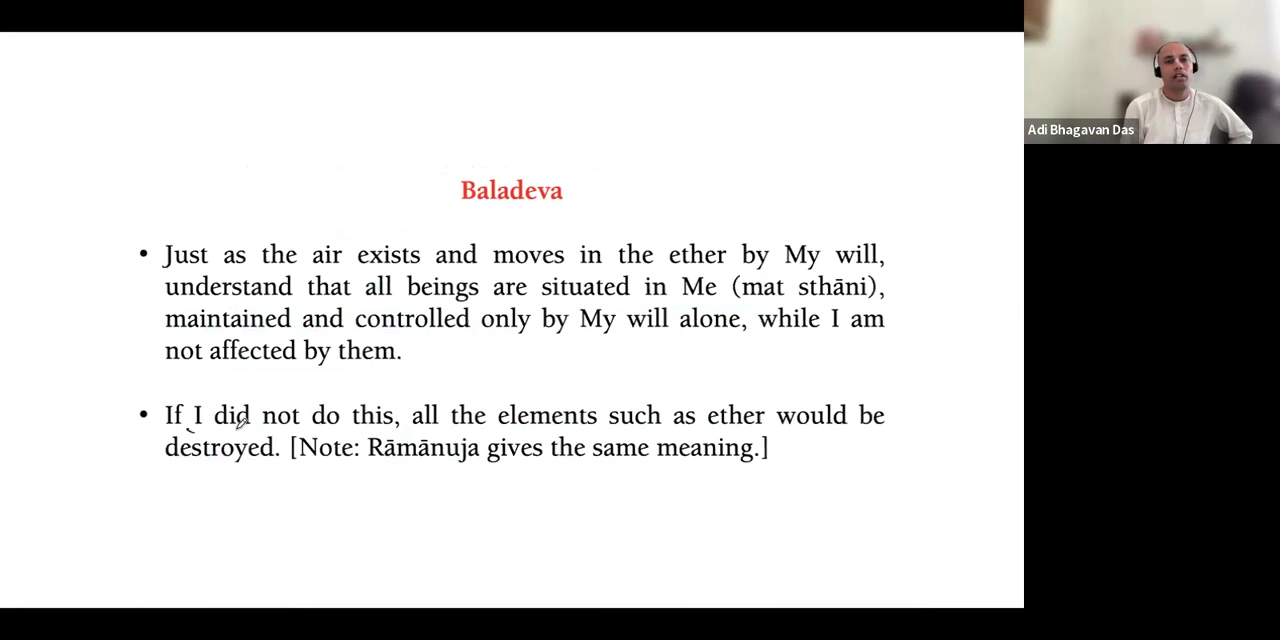 Baladeva
• Just as the air exists and moves in the ether by My will,
understand that all beings are situated in Me (mat sthāni),
maintained and controlled only by My will alone, while I am
not affected by them.
• If I did not do this, all the elements such as ether would be
destroyed. [Note: Rāmānuja gives the same meaning.]
Adi Bhagavan Das